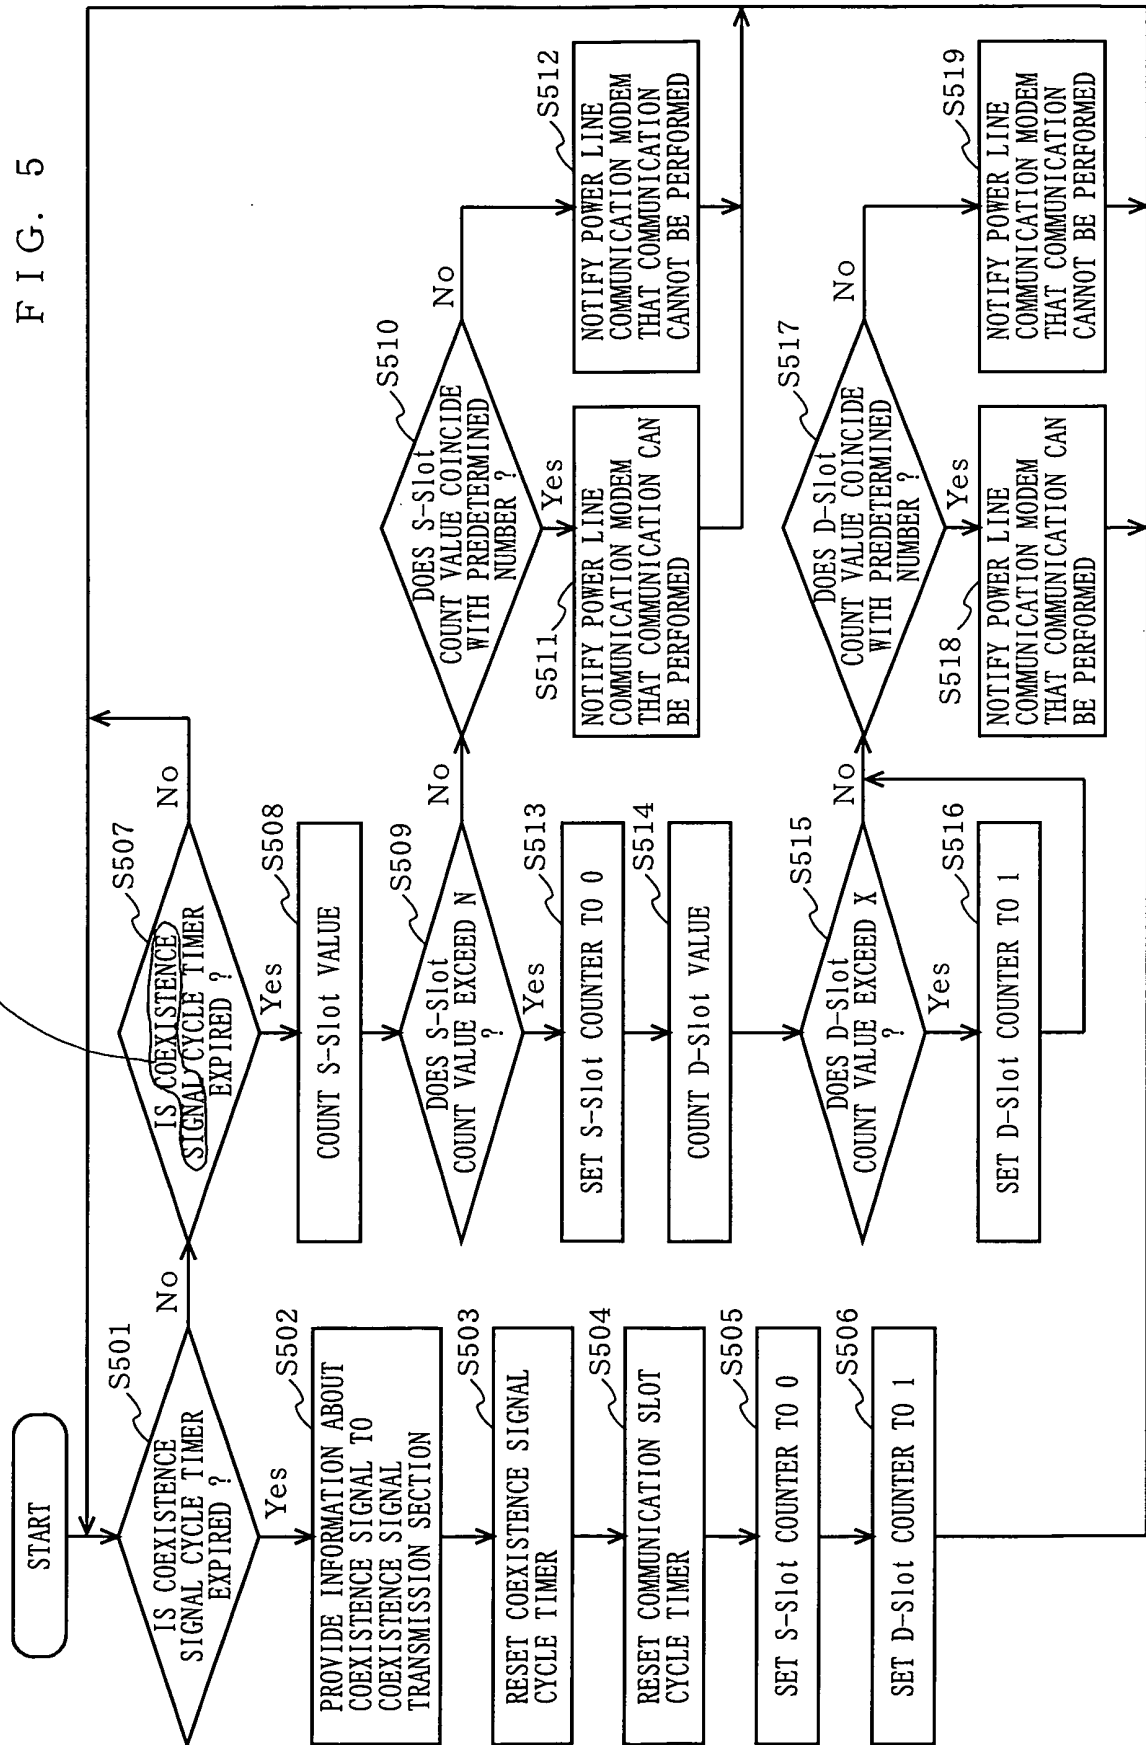 FIG. 5
START
S501
IS COEXISTENCE
SIGNAL CYCLE TIMER
EXPIRED ?
No
Yes
S502
PROVIDE INFORMATION ABOUT
COEXISTENCE SIGNAL TO
COEXISTENCE SIGNAL
TRANSMISSION SECTION
S503
RESET COEXISTENCE SIGNAL
CYCLE TIMER
S504
RESET COMMUNICATION SLOT
CYCLE TIMER
S505
SET S-Slot COUNTER TO 0
S506
SET D-Slot COUNTER TO 1
S507
IS COEXISTENCE
SIGNAL CYCLE TIMER
EXPIRED ?
No
Yes
S508
COUNT S-Slot VALUE
S509
DOES S-Slot
COUNT VALUE EXCEED N
?
No
Yes
S510
DOES S-Slot
COUNT VALUE COINCIDE
WITH PREDETERMINED
NUMBER ?
No
Yes
S511
NOTIFY POWER LINE
COMMUNICATION MODEM
THAT COMMUNICATION CAN
BE PERFORMED
S512
NOTIFY POWER LINE
COMMUNICATION MODEM
THAT COMMUNICATION
CANNOT BE PERFORMED
S513
SET S-Slot COUNTER TO 0
S514
COUNT D-Slot VALUE
S515
DOES D-Slot
COUNT VALUE EXCEED X
?
No
Yes
S516
SET D-Slot COUNTER TO 1
S517
DOES D-Slot
COUNT VALUE COINCIDE
WITH PREDETERMINED
NUMBER ?
No
Yes
S518
NOTIFY POWER LINE
COMMUNICATION MODEM
THAT COMMUNICATION CAN
BE PERFORMED
S519
NOTIFY POWER LINE
COMMUNICATION MODEM
THAT COMMUNICATION
CANNOT BE PERFORMED